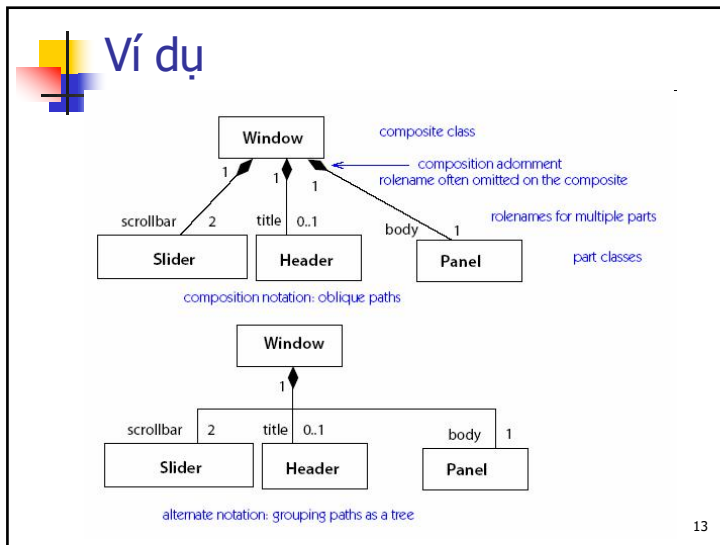 Ví dụ
Window
composite class
composition adornment
rolename often omitted on the composite
1
1
1
rolenames for multiple parts
scrollbar
2
title
0..1
body
1
Slider
Header
Panel
part classes
composition notation: oblique paths
Window
1
scrollbar
2
title
0..1
body
1
Slider
Header
Panel
alternate notation: grouping paths as a tree
13